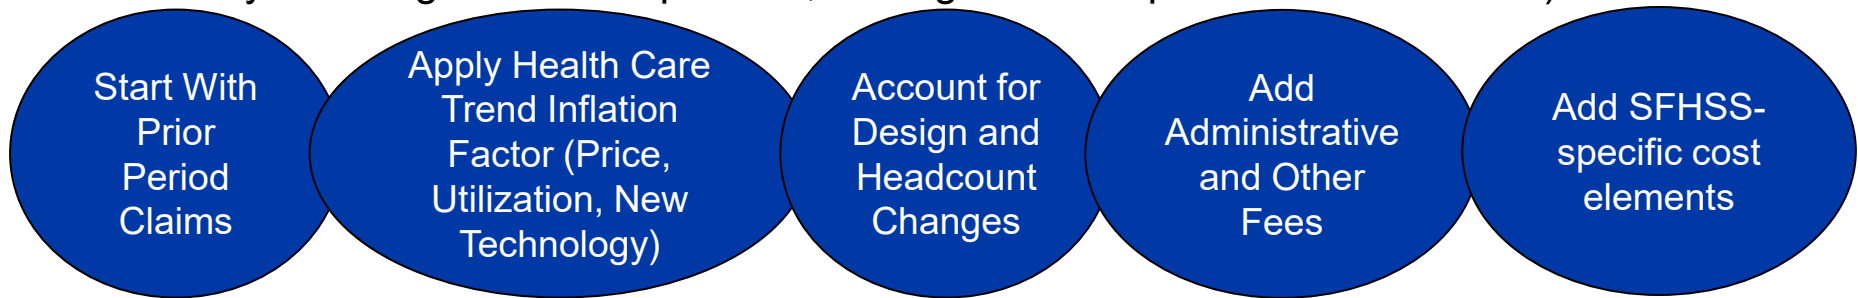 Start With
Prior
Period
Claims
Apply Health Care
Trend Inflation
Factor (Price,
Utilization, New
Technology)
Account for
Design and
Headcount
Changes
Add
Administrative
and Other
Fees
Add SFHSS-
specific cost
elements